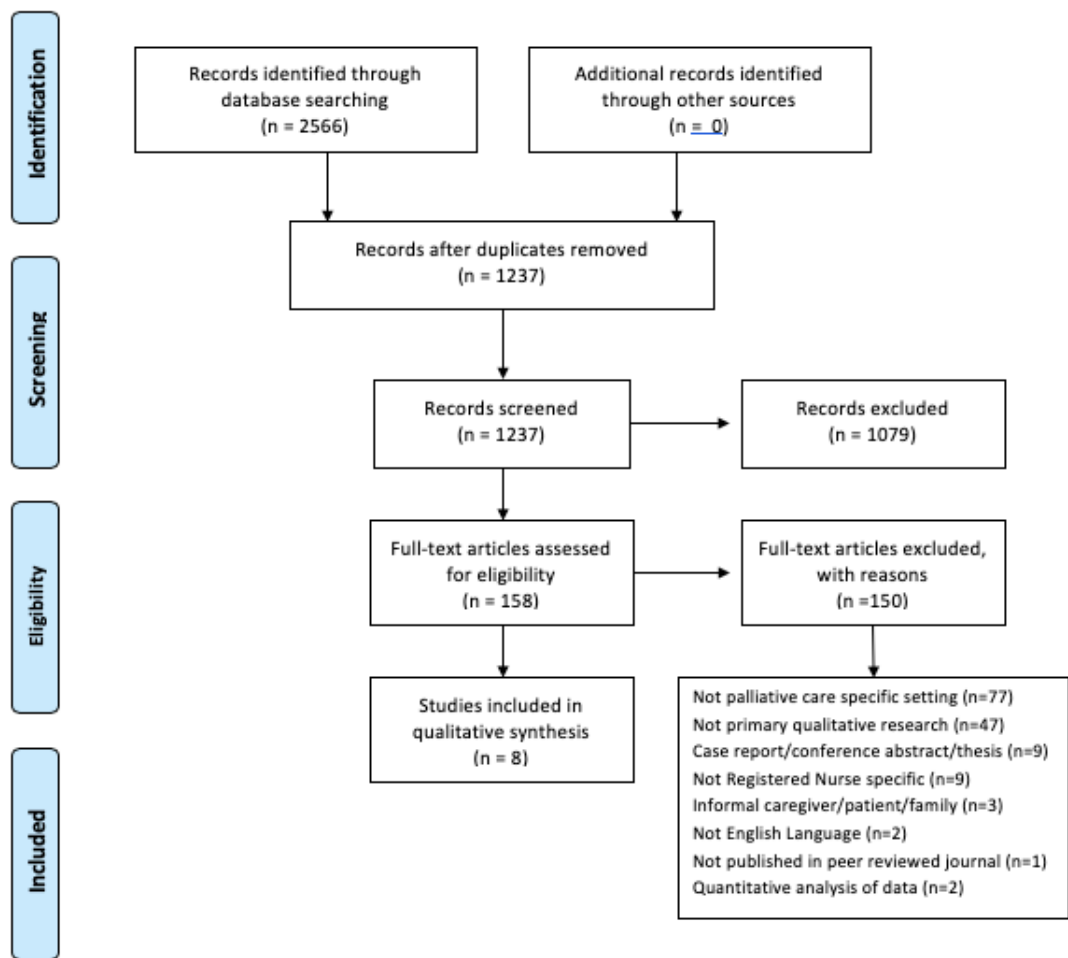 Identification
Records identified through
database searching
(n = 2566)
Additional records identified
through other sources
(n = 0)
Records after duplicates removed
(n = 1237)
Screening
Records screened
(n = 1237)
Records excluded
(n = 1079)
Eligibility
Full-text articles assessed
for eligibility
(n = 158)
Full-text articles excluded,
with reasons
(n =150)
Studies included in
qualitative synthesis
(n = 8)
Not palliative care specific setting (n=77)
Not primary qualitative research (n=47)
Case report/conference abstract/thesis (n=9)
Not Registered Nurse specific (n=9)
Informal caregiver/patient/family (n=3)
Not English Language (n=2)
Not published in peer reviewed journal (n=1)
Quantitative analysis of data (n=2)
Included